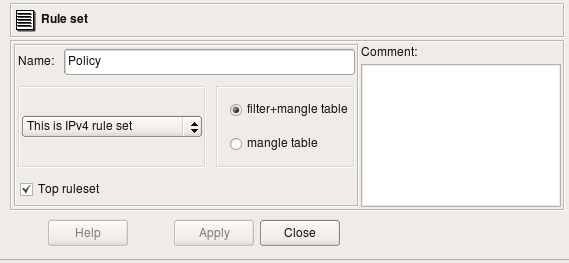 Rule set
Name: Policy
Comment:
This is IPv4 rule set
filter+mangle table
mangle table
Top ruleset
Help Apply Close